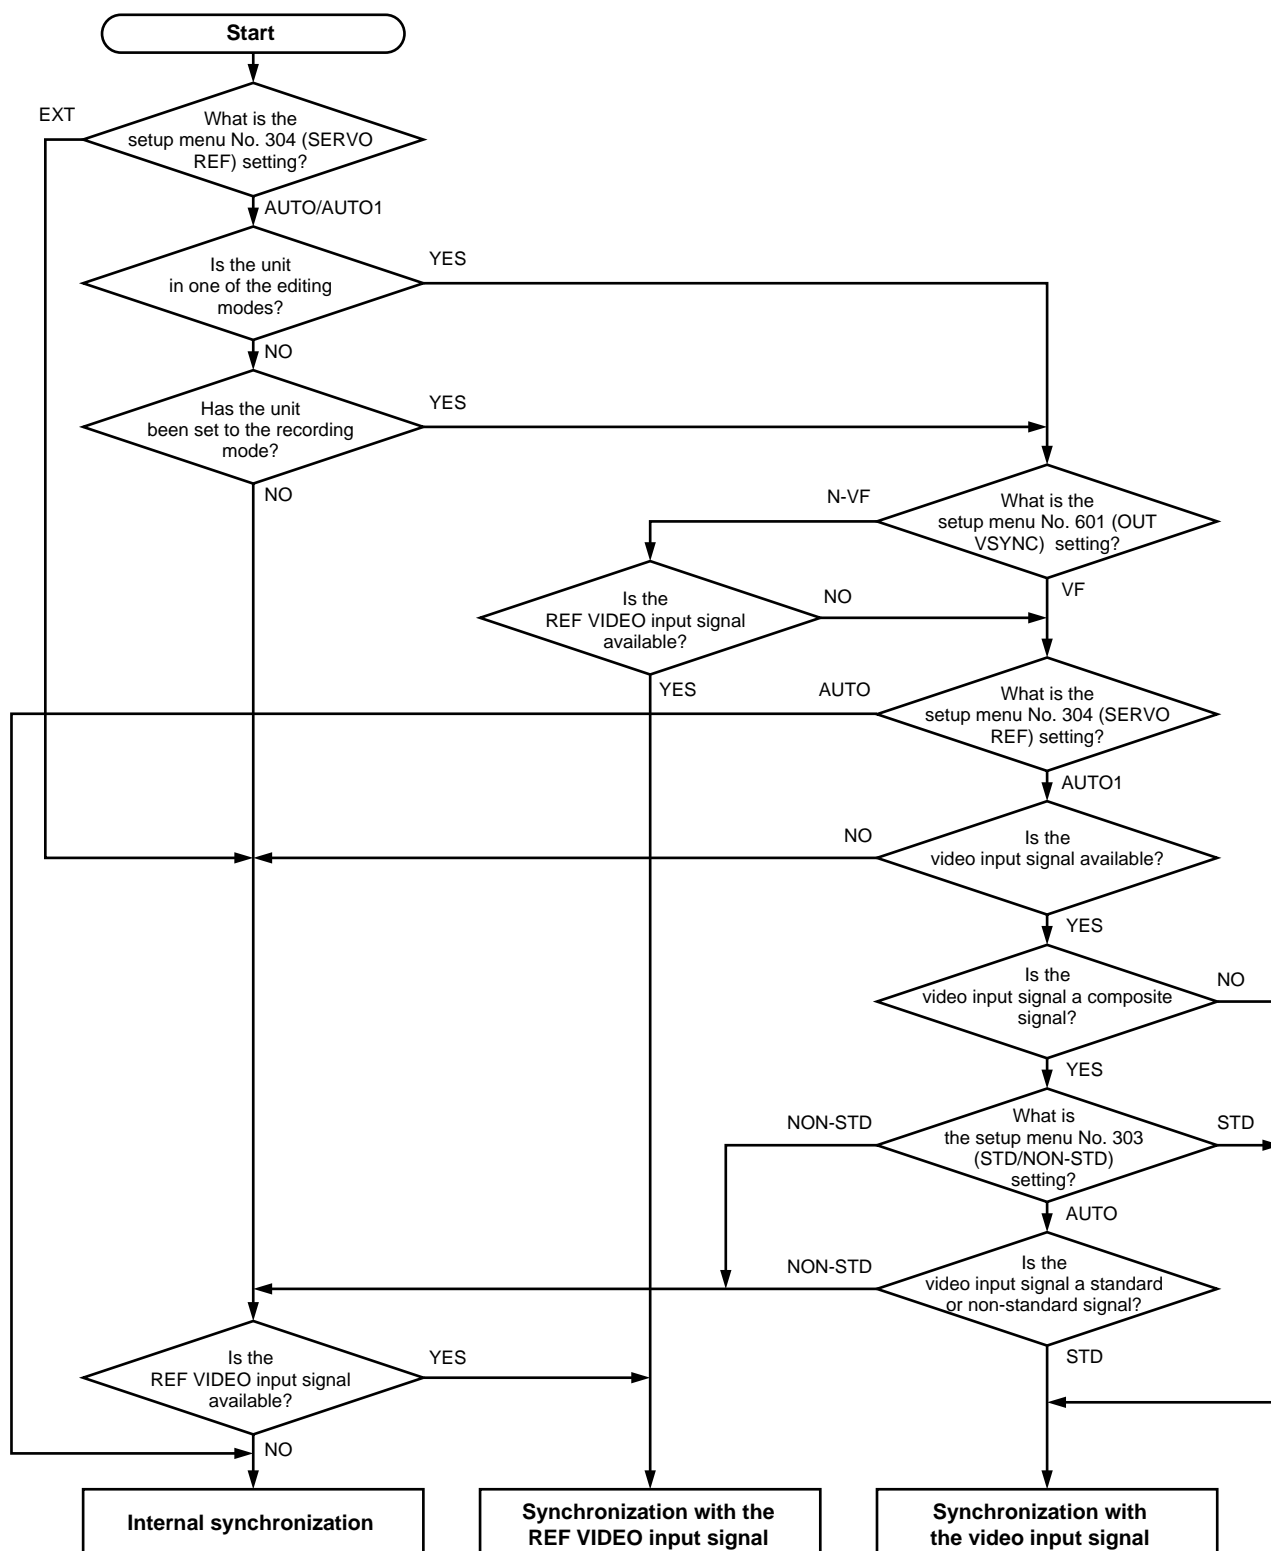 Start
EXT
What is the
setup menu No. 304 (SERVO
REF) setting?
AUTO/AUTO1
Is the unit
in one of the editing
modes?
YES
NO
Has the unit
been set to the recording
mode?
YES
NO
N-VF
What is the
setup menu No. 601 (OUT
VSYNC) setting?
VF
Is the
REF VIDEO input signal
available?
NO
YES
AUTO
What is the
setup menu No. 304 (SERVO
REF) setting?
AUTO1
NO
Is the
video input signal available?
YES
Is the
video input signal a composite
signal?
NO
YES
NON-STD
What is
the setup menu No. 303
(STD/NON-STD)
setting?
STD
AUTO
NON-STD
Is the
video input signal a standard
or non-standard signal?
STD
Is the
REF VIDEO input signal
available?
YES
NO
Internal synchronization
Synchronization with the
REF VIDEO input signal
Synchronization with
the video input signal